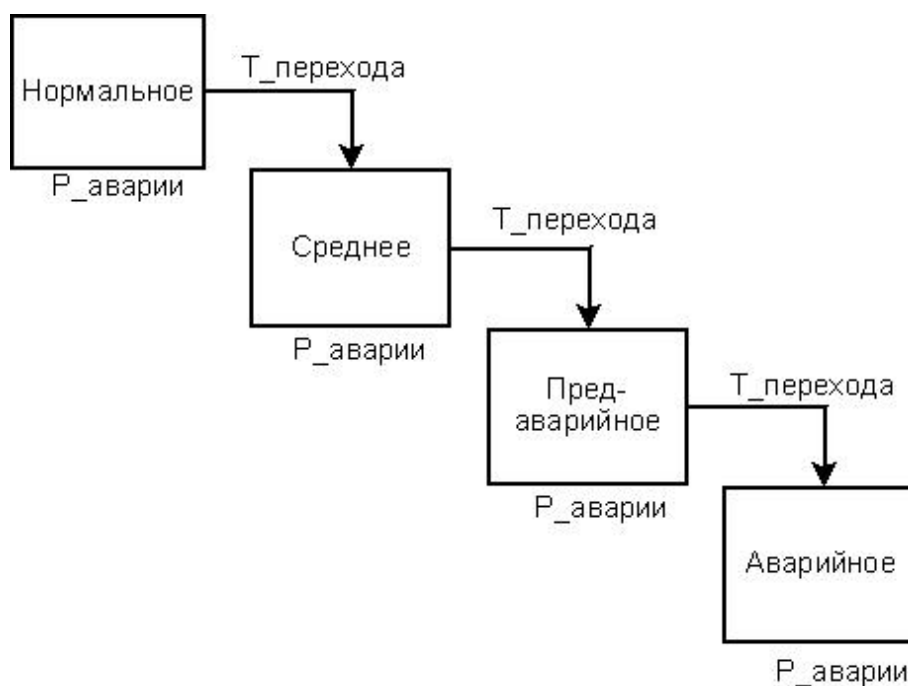 Т_перехода
Нормальное
Р_аварии
Т_перехода
Среднее
Р_аварии
Т_перехода
Пред-
аварийное
Р_аварии
Аварийное
Р_аварии